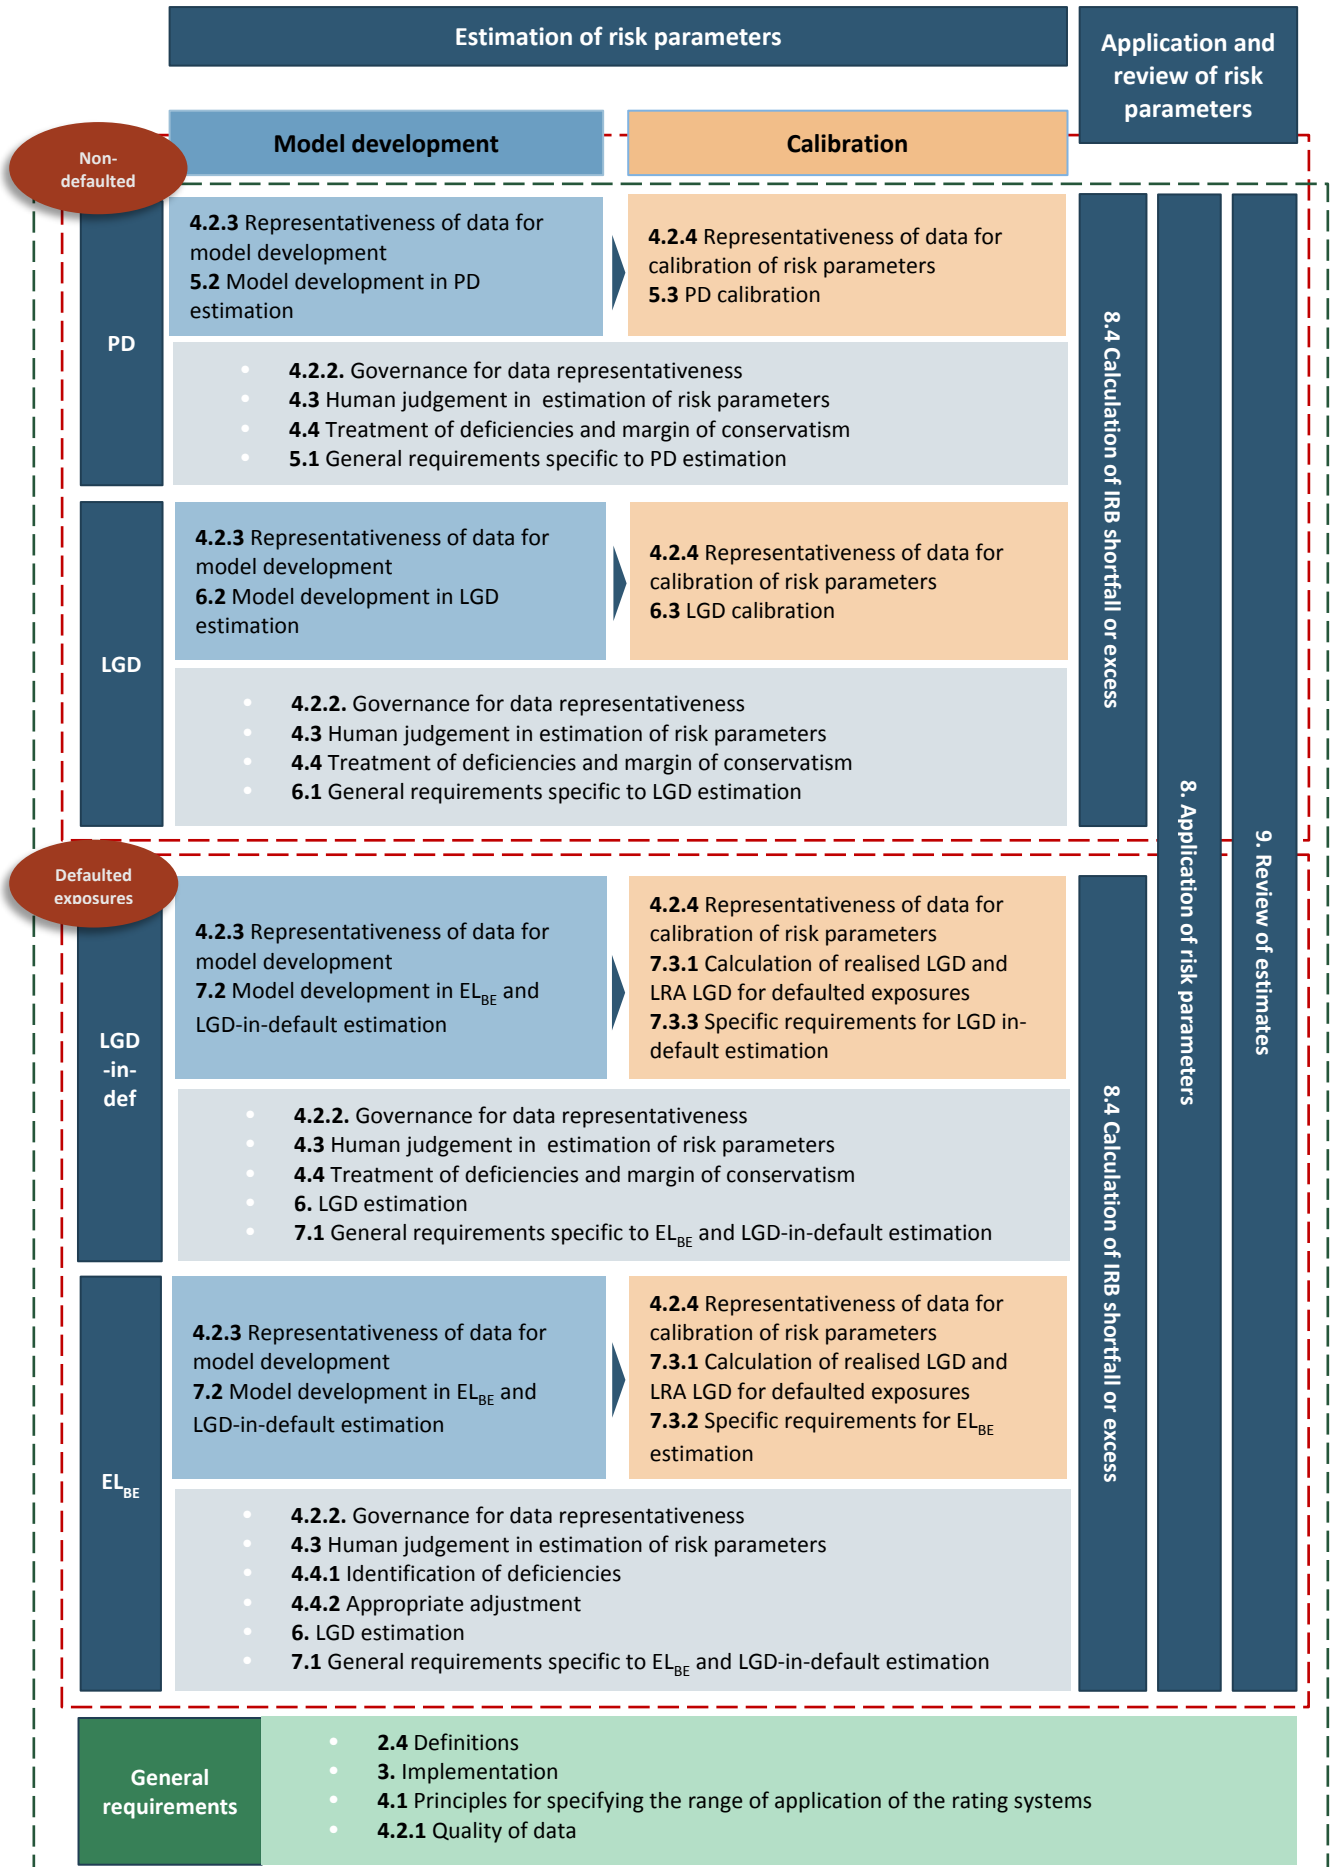 Estimation of risk parameters
Application and
review of risk
parameters
Model development
Calibration
Non-
defaulted
PD
4.2.3 Representativeness of data for
model development
5.2 Model development in PD
estimation
4.2.4 Representativeness of data for
calibration of risk parameters
5.3 PD calibration
4.2.2. Governance for data representativeness
4.3 Human judgement in  estimation of risk parameters
4.4 Treatment of deficiencies and margin of conservatism
5.1 General requirements specific to PD estimation
LGD
4.2.3 Representativeness of data for
model development
6.2 Model development in LGD
estimation
4.2.4 Representativeness of data for
calibration of risk parameters
6.3 LGD calibration
4.2.2. Governance for data representativeness
4.3 Human judgement in estimation of risk parameters
4.4 Treatment of deficiencies and margin of conservatism
6.1 General requirements specific to LGD estimation
8.4 Calculation of IRB shortfall or excess
8. Application of risk parameters
9. Review of estimates
Defaulted
exposures
LGD
-in-
def
4.2.3 Representativeness of data for
model development
7.2 Model development in EL_BE and
LGD-in-default estimation
4.2.4 Representativeness of data for
calibration of risk parameters
7.3.1 Calculation of realised LGD and
LRA LGD for defaulted exposures
7.3.3 Specific requirements for LGD in-
default estimation
4.2.2. Governance for data representativeness
4.3 Human judgement in  estimation of risk parameters
4.4 Treatment of deficiencies and margin of conservatism
6. LGD estimation
7.1 General requirements specific to EL_BE and LGD-in-default estimation
EL_BE
4.2.3 Representativeness of data for
model development
7.2 Model development in EL_BE and
LGD-in-default estimation
4.2.4 Representativeness of data for
calibration of risk parameters
7.3.1 Calculation of realised LGD and
LRA LGD for defaulted exposures
7.3.2 Specific requirements for EL_BE
estimation
4.2.2. Governance for data representativeness
4.3 Human judgement in estimation of risk parameters
4.4.1 Identification of deficiencies
4.4.2 Appropriate adjustment
6. LGD estimation
7.1 General requirements specific to EL_BE and LGD-in-default estimation
8.4 Calculation of IRB shortfall or excess
General
requirements
2.4 Definitions
3. Implementation
4.1 Principles for specifying the range of application of the rating systems
4.2.1 Quality of data